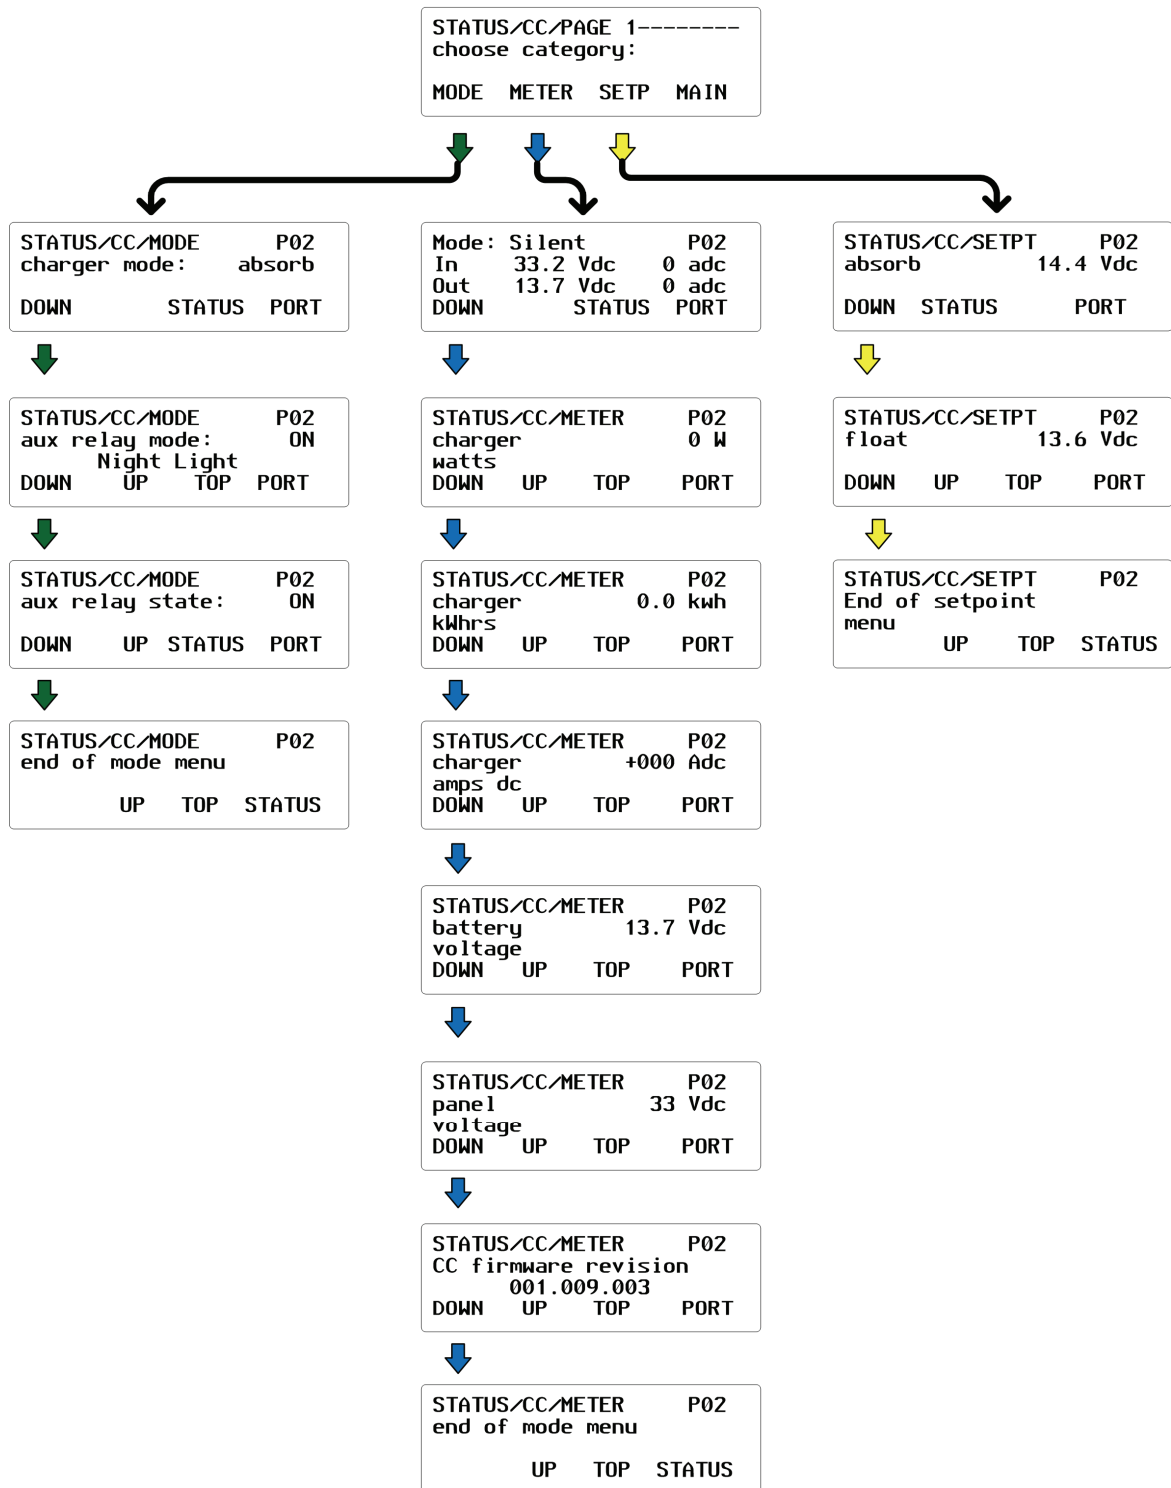 STATUS/CC/PAGE 1--------
choose category:
MODE METER SETP MAIN
STATUS/CC/MODE P02
charger mode: absorb
DOWN STATUS PORT
STATUS/CC/MODE P02
aux relay mode: ON
Night Light
DOWN UP TOP PORT
STATUS/CC/MODE P02
aux relay state: ON
DOWN UP STATUS PORT
STATUS/CC/MODE P02
end of mode menu
UP TOP STATUS
Mode: Silent P02
In 33.2 Vdc 0 adc
Out 13.7 Vdc 0 adc
DOWN STATUS PORT
STATUS/CC/METER P02
charger 0 W
watts
DOWN UP TOP PORT
STATUS/CC/METER P02
charger 0.0 kwh
kWhrs
DOWN UP TOP PORT
STATUS/CC/METER P02
charger +000 Adc
amps dc
DOWN UP TOP PORT
STATUS/CC/METER P02
battery 13.7 Vdc
voltage
DOWN UP TOP PORT
STATUS/CC/METER P02
panel 33 Vdc
voltage
DOWN UP TOP PORT
STATUS/CC/METER P02
CC firmware revision
001.009.003
DOWN UP TOP PORT
STATUS/CC/METER P02
end of mode menu
UP TOP STATUS
STATUS/CC/SETPT P02
absorb 14.4 Vdc
DOWN STATUS PORT
STATUS/CC/SETPT P02
float 13.6 Vdc
DOWN UP TOP PORT
STATUS/CC/SETPT P02
End of setpoint
menu
UP TOP STATUS